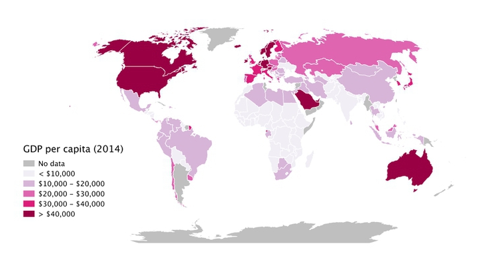 GDP per capita (2014)
No data
< $10,000
$10,000 - $20,000
$20,000 - $30,000
$30,000 - $40,000
> $40,000